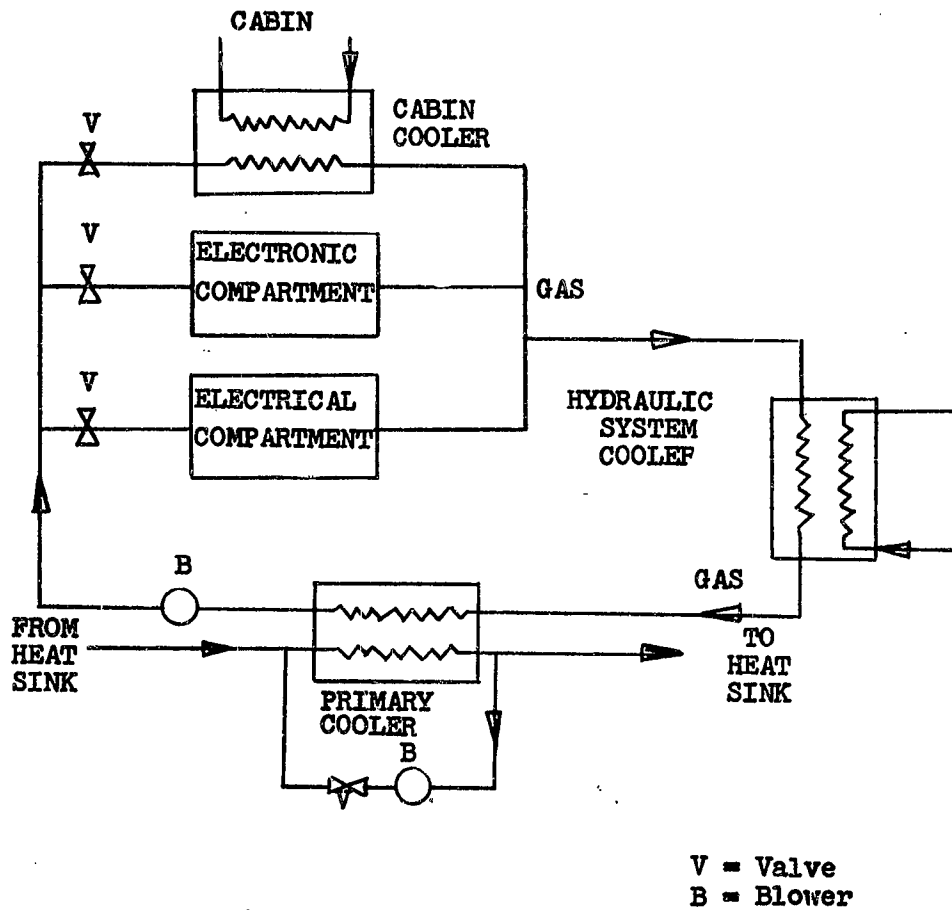 CABIN
CABIN
COOLER
V
V
ELECTRONIC
COMPARTMENT
GAS
V
ELECTRICAL
COMPARTMENT
HYDRAULIC
SYSTEM
COOLEF
B
GAS
FROM
HEAT
SINK
TO
HEAT
SINK
PRIMARY
COOLER
B
V = Valve
B = Blower